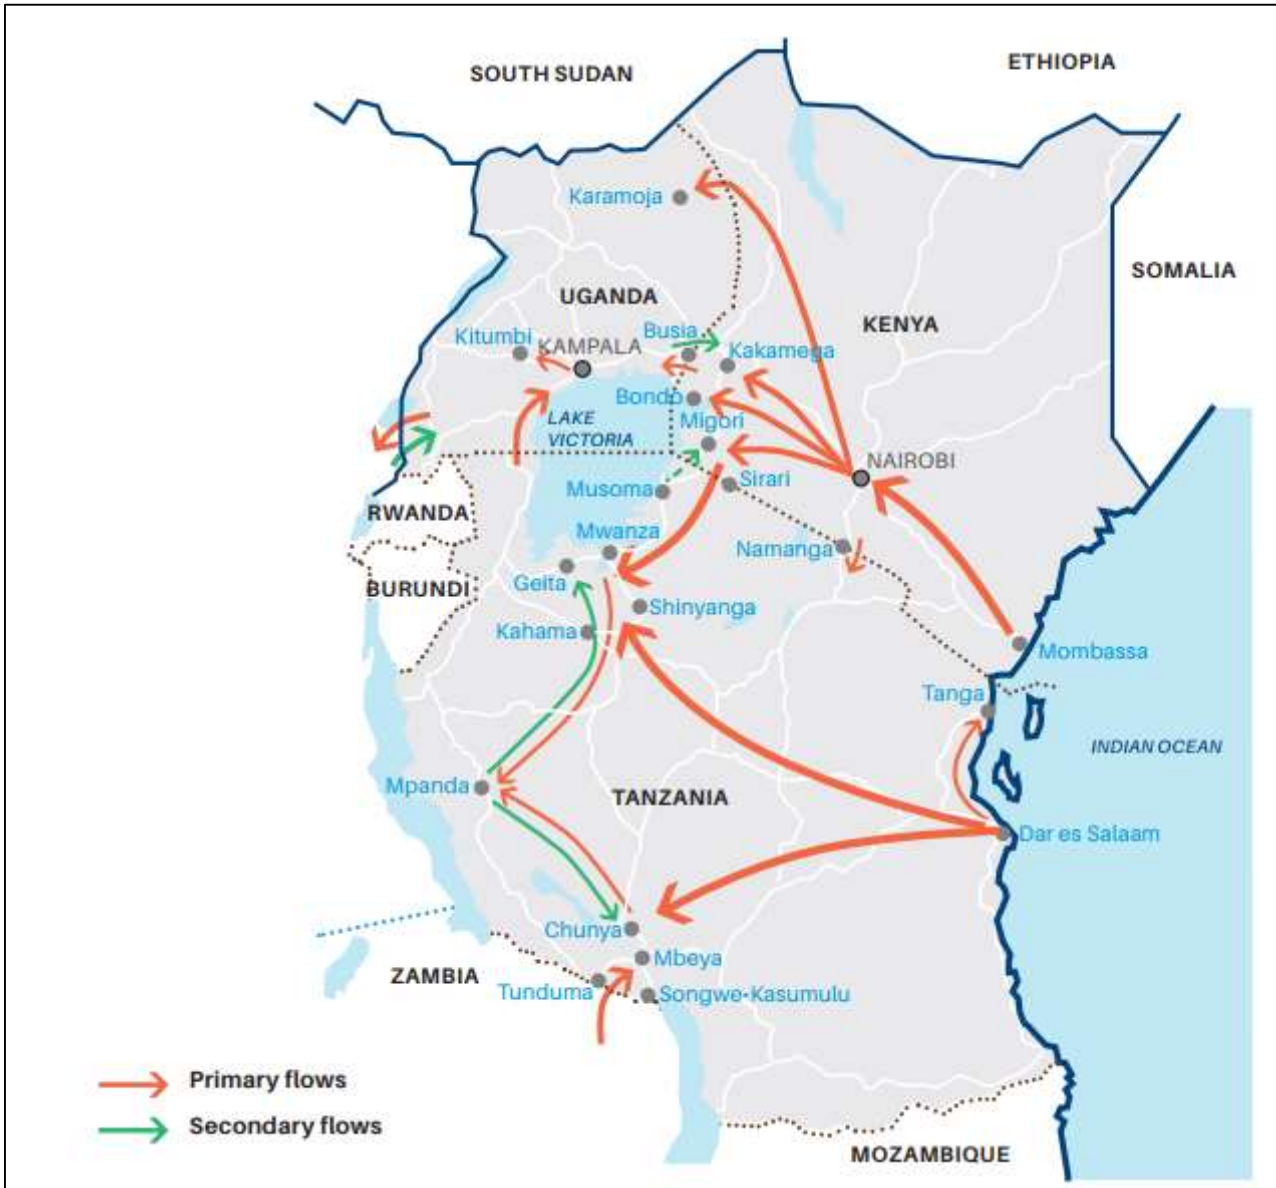 SOUTH SUDAN
ETHIOPIA
Karamoja
SOMALIA
UGANDA
KENYA
Kitumbi
KAMPALA
Busia
Kakamega
Bondo
LAKE
VICTORIA
Migori
NAIROBI
Musoma
Sirari
RWANDA
Mwanza
Namanga
Geita
BURUNDI
Shinyanga
Kahama
Mombassa
Tanga
INDIAN OCEAN
Mpanda
TANZANIA
Dar es Salaam
Chunya
Mbeya
ZAMBIA
Tunduma
Songwe-Kasumulu
Primary flows
Secondary flows
MOZAMBIQUE